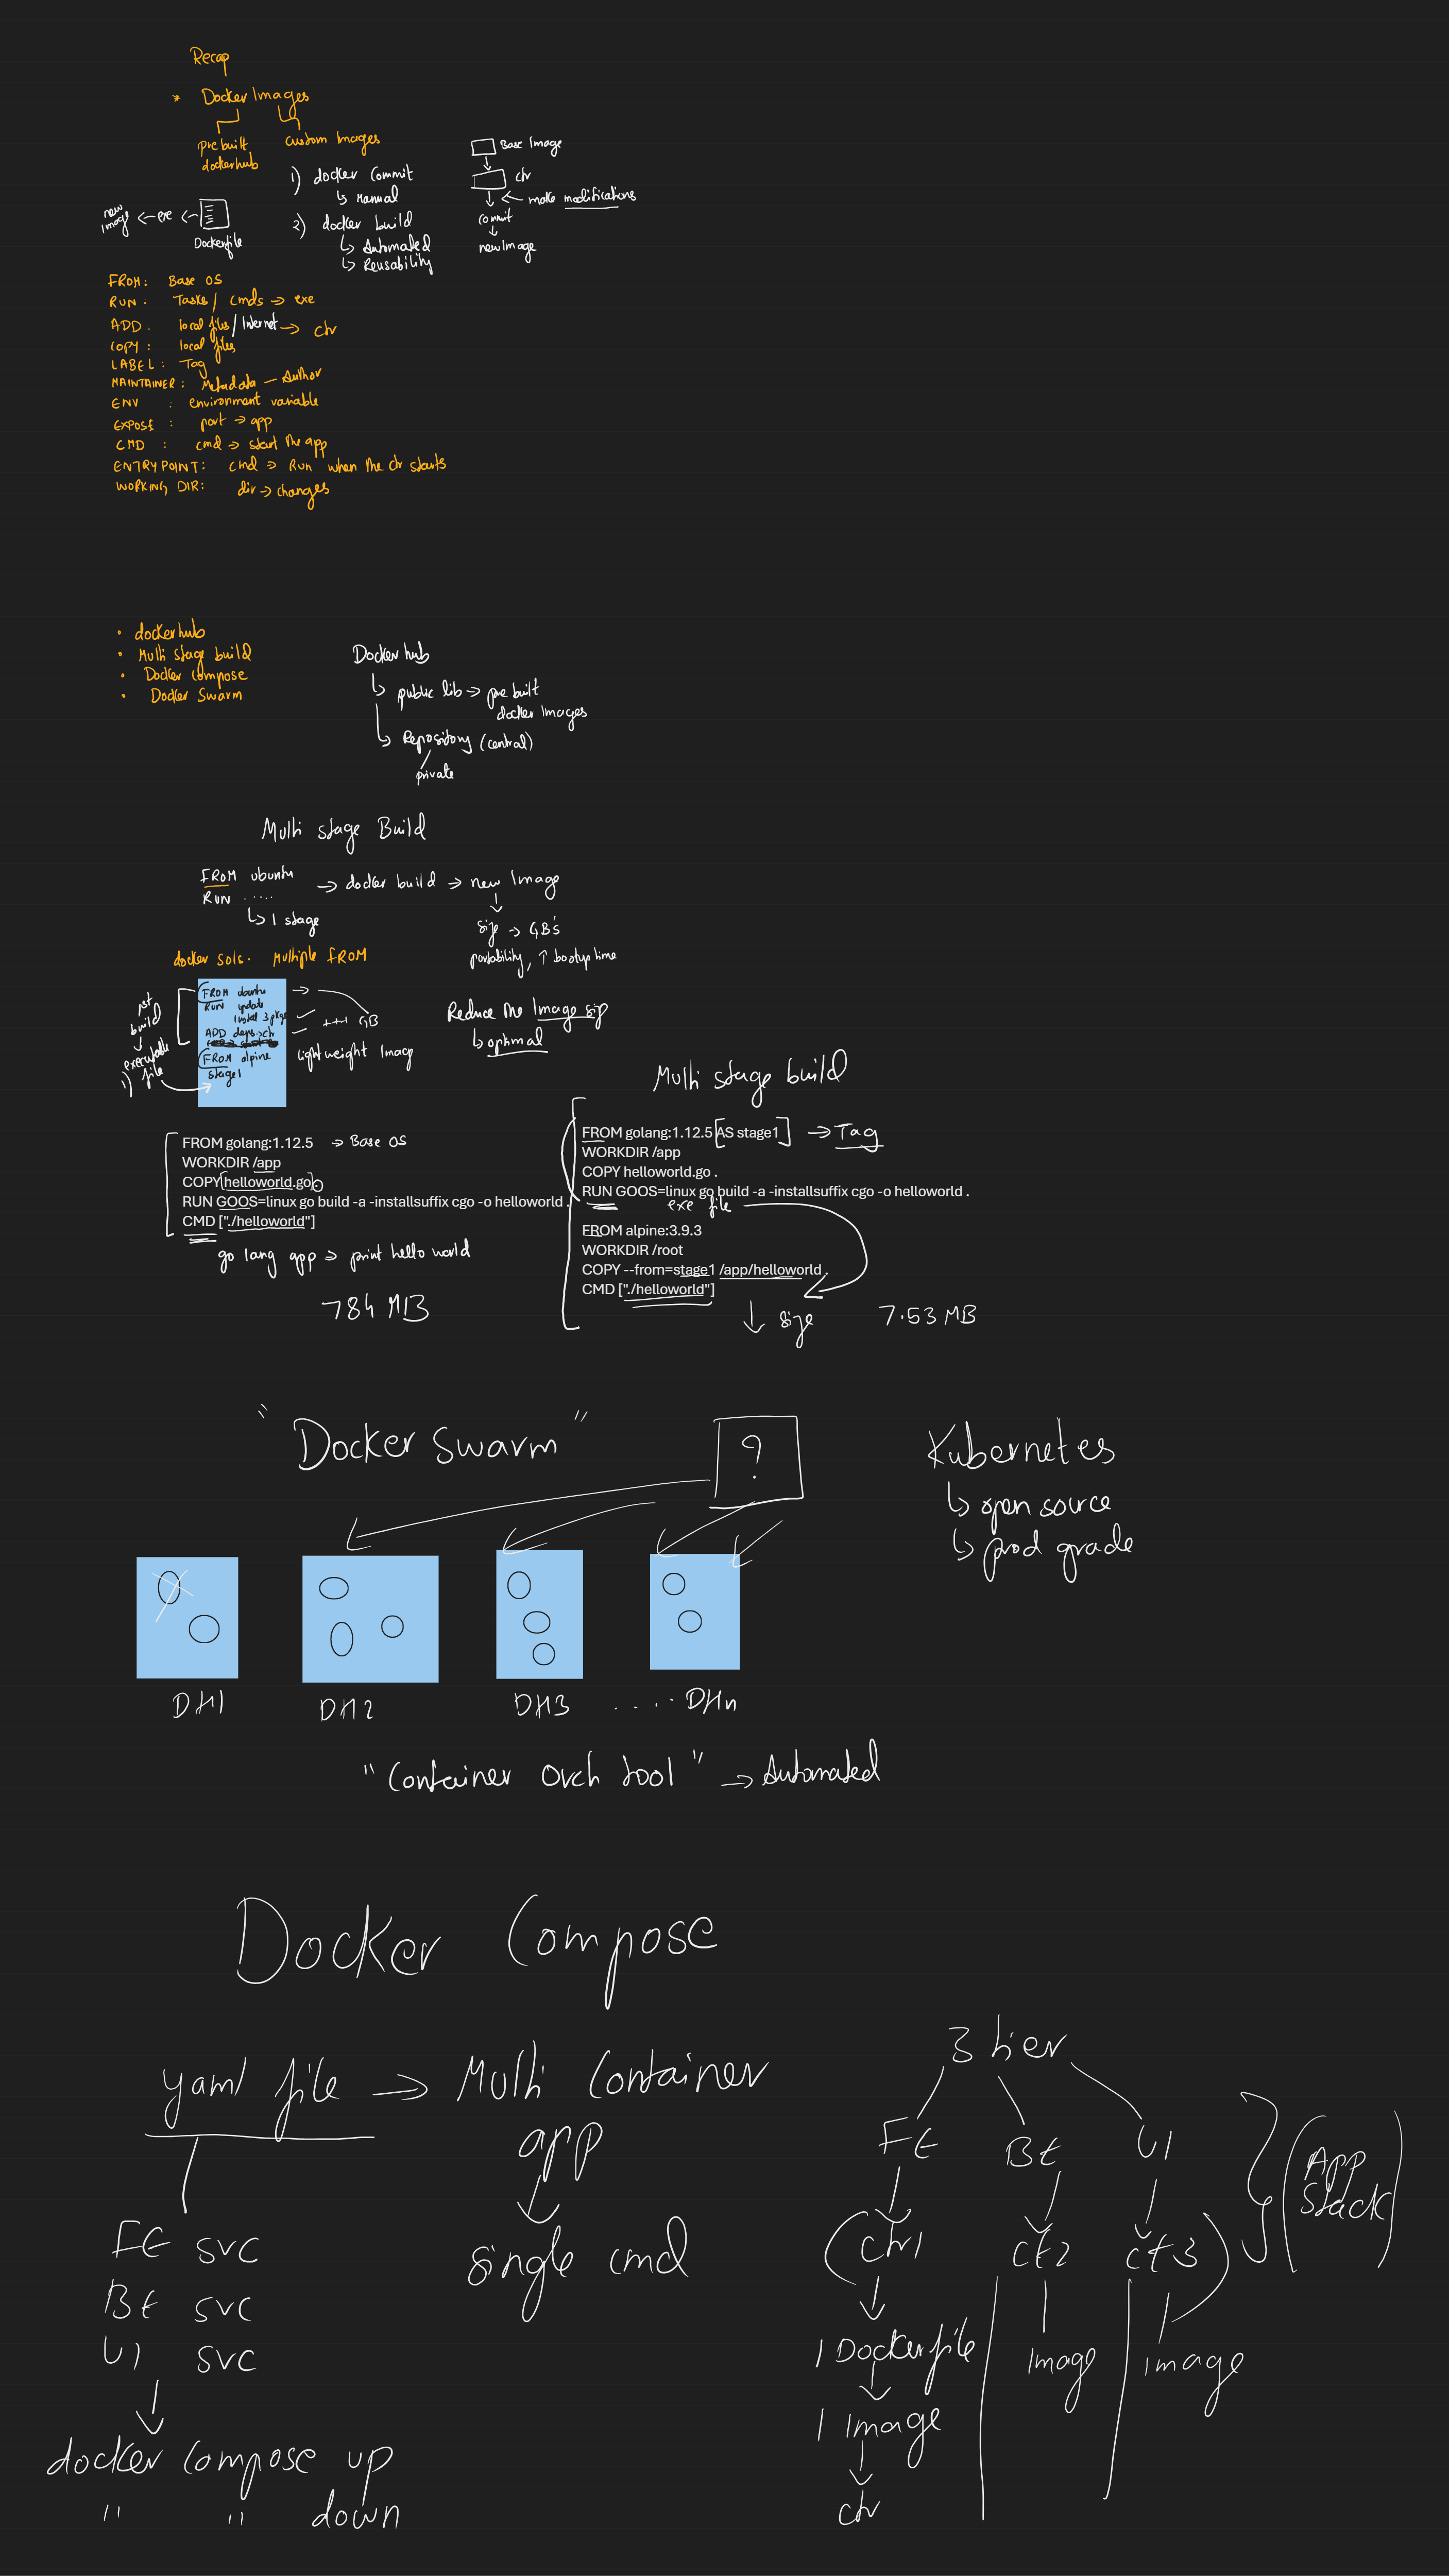 Recap
* Docker Images
pre built
dockerhub
custom Images
1) docker commit
↳ Manual
2) docker build
↳ Automated
↳ Reusability
Base Image
ctr
← make modifications
commit
↓
newImage
new Image ← exe ←
Dockerfile
FROM: Base OS
RUN: Tasks / cmds → exe
ADD: local files / Internet → ctr
COPY: local files
LABEL: Tag
MAINTAINER: Metadata - Author
ENV : environment variable
EXPOSE : port → app
CMD : cmd → start the app
ENTRYPOINT: cmd → Run when the ctr starts
WORKING DIR: dir → changes
• dockerhub
• Multi stage build
• Docker compose
• Docker Swarm
Dockerhub
↳ public lib → pre built
docker Images
↳ Repository (central)
private
Multi stage Build
FROM ubuntu
RUN .....
↳ 1 stage
→ docker build → new Image
↓
size → GB's
portability, ↑ bootup time
docker sols: Multiple FROM
1st
build
↓
executable
1) file
FROM ubuntu
RUN update
install 3 pkgs
ADD deps → ctr
FROM alpine
stage1
+++ GB
lightweight Image
Reduce the Image size
↳ optimal
FROM golang:1.12.5 → Base OS
WORKDIR /app
COPY helloworld.go .
RUN GOOS=linux go build -a -installsuffix cgo -o helloworld .
CMD ["./helloworld"]
go lang app → print hello world
784 MB
Multi stage build
FROM golang:1.12.5 AS stage1 → Tag
WORKDIR /app
COPY helloworld.go .
RUN GOOS=linux go build -a -installsuffix cgo -o helloworld .
exe file
FROM alpine:3.9.3
WORKDIR /root
COPY --from=stage1 /app/helloworld .
CMD ["./helloworld"]
↓ size
7.53 MB
"Docker Swarm"
?
Kubernetes
↳ open source
↳ prod grade
DH1
DH2
DH3
..... DHn
"Container Orch tool" → Automated
Docker Compose
yaml file → Multi Container
app
↓
single cmd
FE svc
BE svc
UI svc
↓
docker compose up
" " down
3 tier
FE
BE
UI
ctr1
ct2
ct3
(App
Stack)
1 Dockerfile
↓
1 Image
↓
ctr
Image
Image